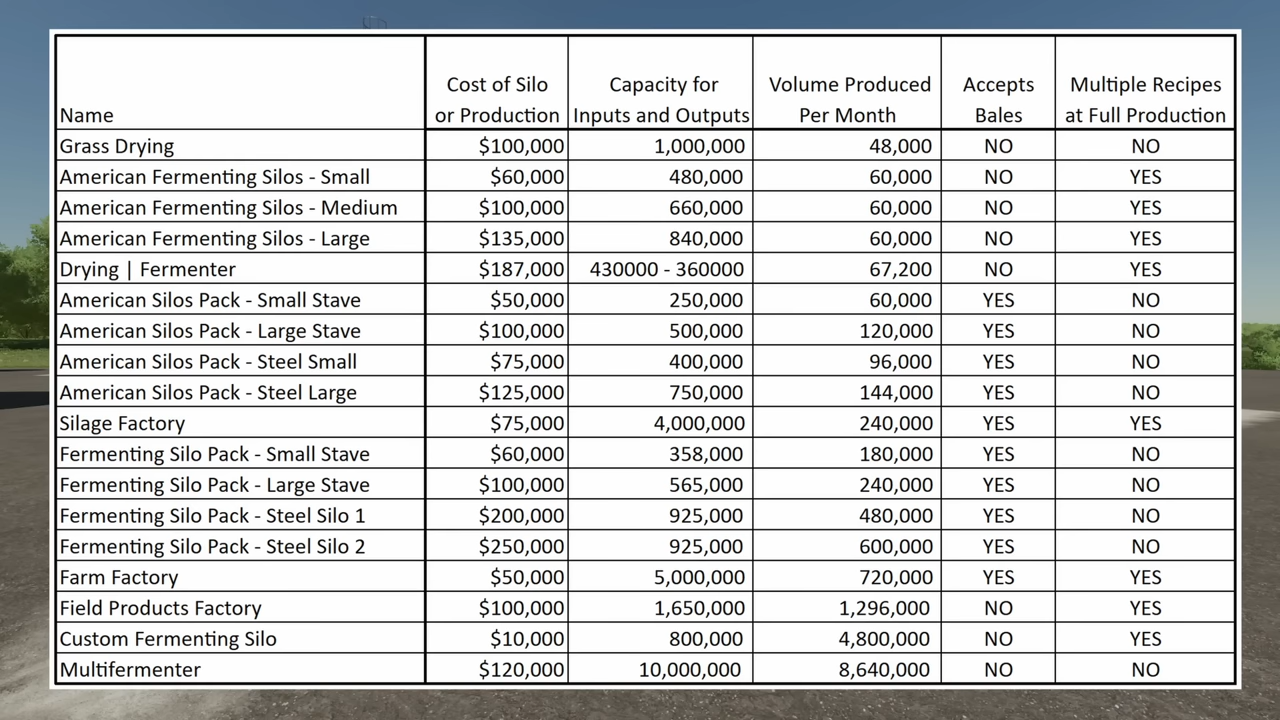 Name | Cost of Silo or Production | Capacity for Inputs and Outputs | Volume Produced Per Month | Accepts Bales | Multiple Recipes at Full Production
Grass Drying | $100,000 | 1,000,000 | 48,000 | NO | NO
American Fermenting Silos - Small | $60,000 | 480,000 | 60,000 | NO | YES
American Fermenting Silos - Medium | $100,000 | 660,000 | 60,000 | NO | YES
American Fermenting Silos - Large | $135,000 | 840,000 | 60,000 | NO | YES
Drying | Fermenter | $187,000 | 430000 - 360000 | 67,200 | NO | YES
American Silos Pack - Small Stave | $50,000 | 250,000 | 60,000 | YES | NO
American Silos Pack - Large Stave | $100,000 | 500,000 | 120,000 | YES | NO
American Silos Pack - Steel Small | $75,000 | 400,000 | 96,000 | YES | NO
American Silos Pack - Steel Large | $125,000 | 750,000 | 144,000 | YES | NO
Silage Factory | $75,000 | 4,000,000 | 240,000 | YES | YES
Fermenting Silo Pack - Small Stave | $60,000 | 358,000 | 180,000 | YES | NO
Fermenting Silo Pack - Large Stave | $100,000 | 565,000 | 240,000 | YES | NO
Fermenting Silo Pack - Steel Silo 1 | $200,000 | 925,000 | 480,000 | YES | NO
Fermenting Silo Pack - Steel Silo 2 | $250,000 | 925,000 | 600,000 | YES | NO
Farm Factory | $50,000 | 5,000,000 | 720,000 | YES | YES
Field Products Factory | $100,000 | 1,650,000 | 1,296,000 | NO | YES
Custom Fermenting Silo | $10,000 | 800,000 | 4,800,000 | NO | YES
Multifermenter | $120,000 | 10,000,000 | 8,640,000 | NO | NO